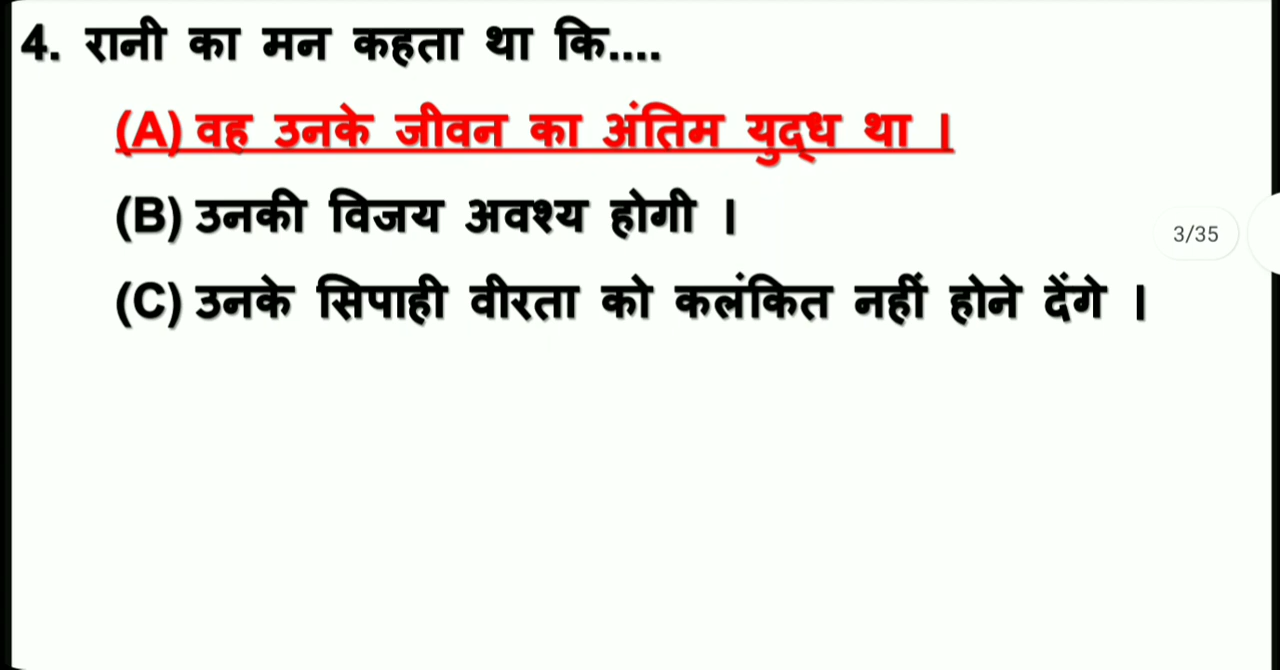 4. रानी का मन कहता था कि....
(A) वह उनके जीवन का अंतिम युद्‌ध था ।
(B) उनकी विजय अवश्य होगी ।
3/35
(C) उनके सिपाही वीरता को कलंकित नहीं होने देंगे ।